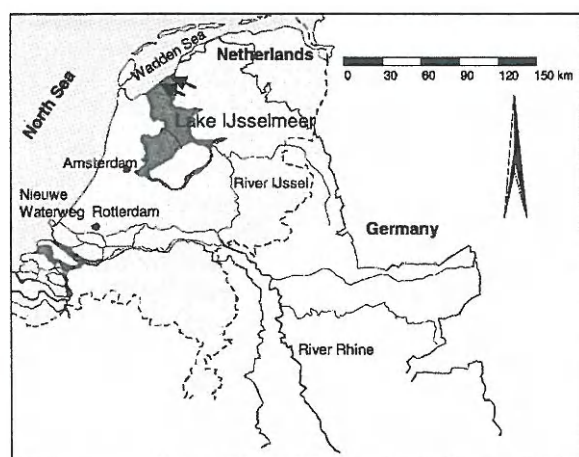 Wadden Sea
Netherlands
0 30 60 90 120 150 km
North Sea
Lake IJsselmeer
Amsterdam
River IJssel
Nieuwe
Waterweg
Rotterdam
Germany
River Rhine